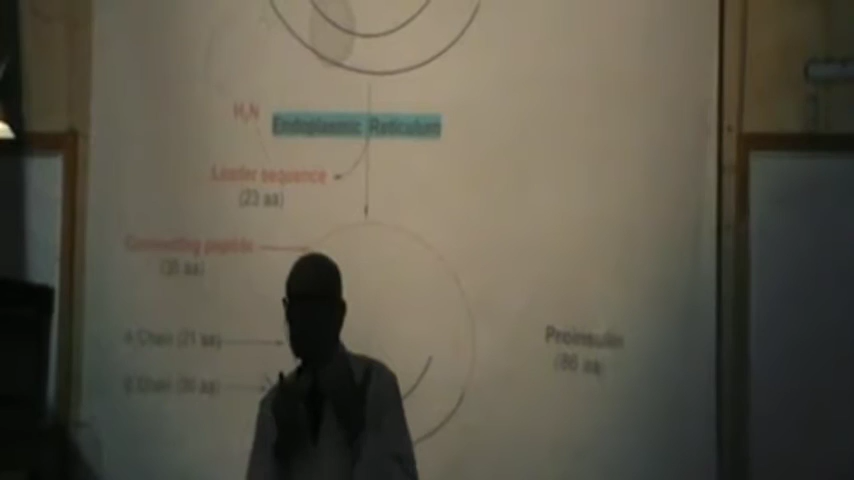 H₂N
Endoplasmic Reticulum
Leader sequence
(23 aa)
Connecting peptide
(35 aa)
A Chain (21 aa)
Proinsulin
B Chain (30 aa)
(86 aa)